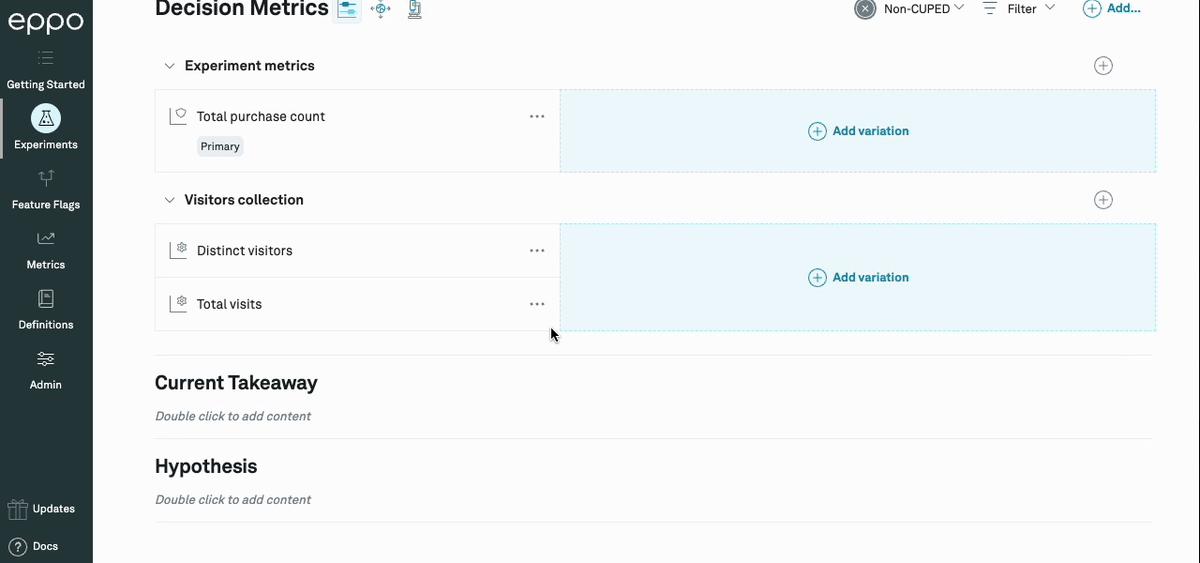 eppo
Getting Started
Experiments
Feature Flags
Metrics
Definitions
Admin
Updates
Docs
Decision Metrics
Non-CUPED
Filter
Add...
Experiment metrics
Total purchase count
Primary
Add variation
Visitors collection
Distinct visitors
Total visits
Add variation
Current Takeaway
Double click to add content
Hypothesis
Double click to add content